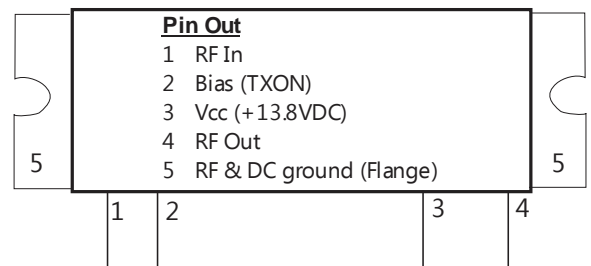 Pin Out
1 RF In
2 Bias (TXON)
3 Vcc (+13.8VDC)
4 RF Out
5 RF & DC ground (Flange)
5 5
1 2 3 4